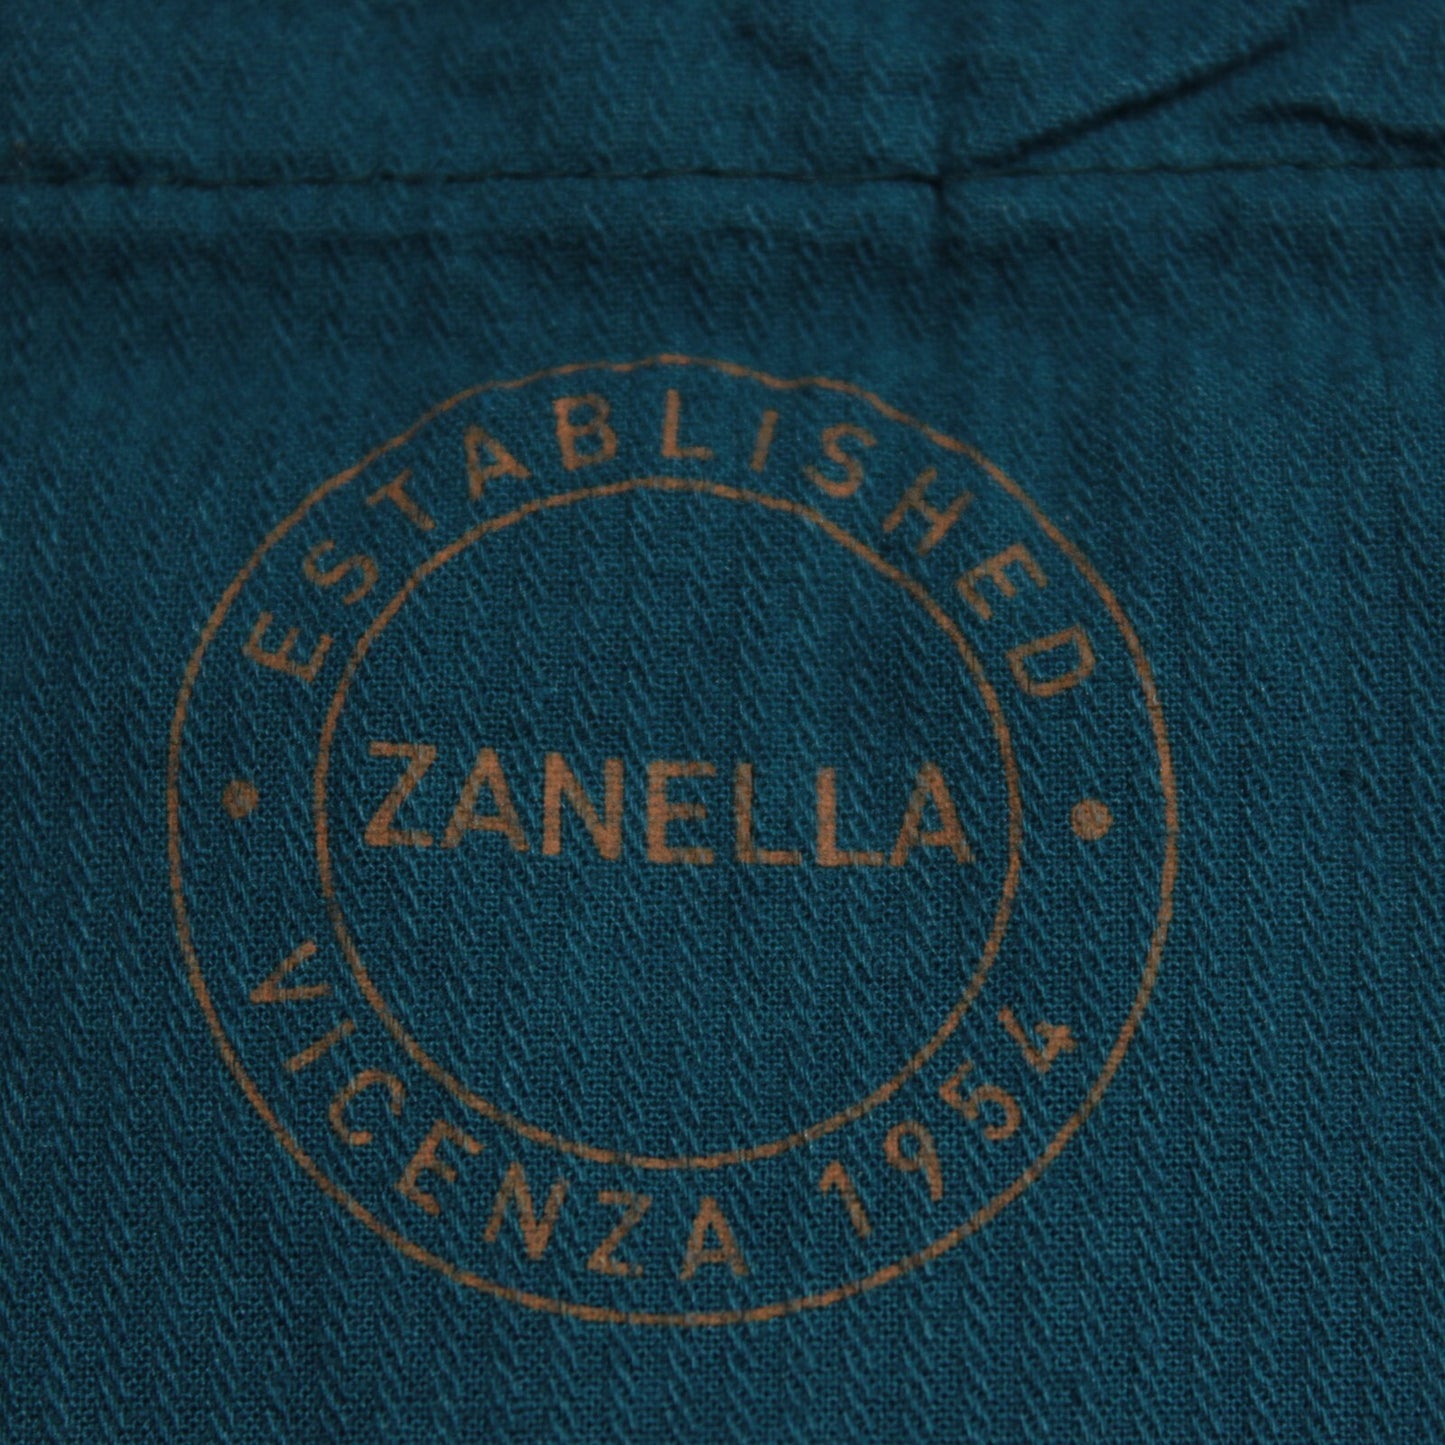 ESTABLISHED
ZANELLA
VICENZA 1954